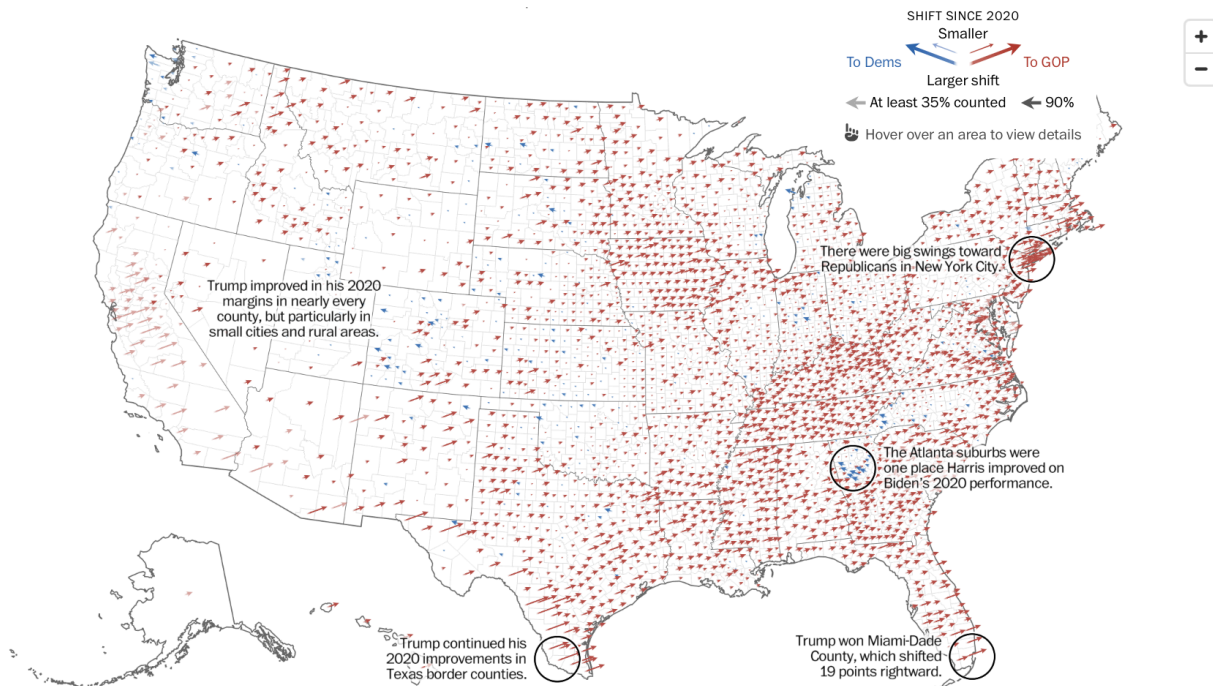 SHIFT SINCE 2020
Smaller
To Dems
To GOP
Larger shift
At least 35% counted
90%
Hover over an area to view details
+
−
There were big swings toward
Republicans in New York City.
Trump improved in his 2020
margins in nearly every
county, but particularly in
small cities and rural areas.
The Atlanta suburbs were
one place Harris improved on
Biden's 2020 performance.
Trump continued his
2020 improvements in
Texas border counties.
Trump won Miami-Dade
County, which shifted
19 points rightward.